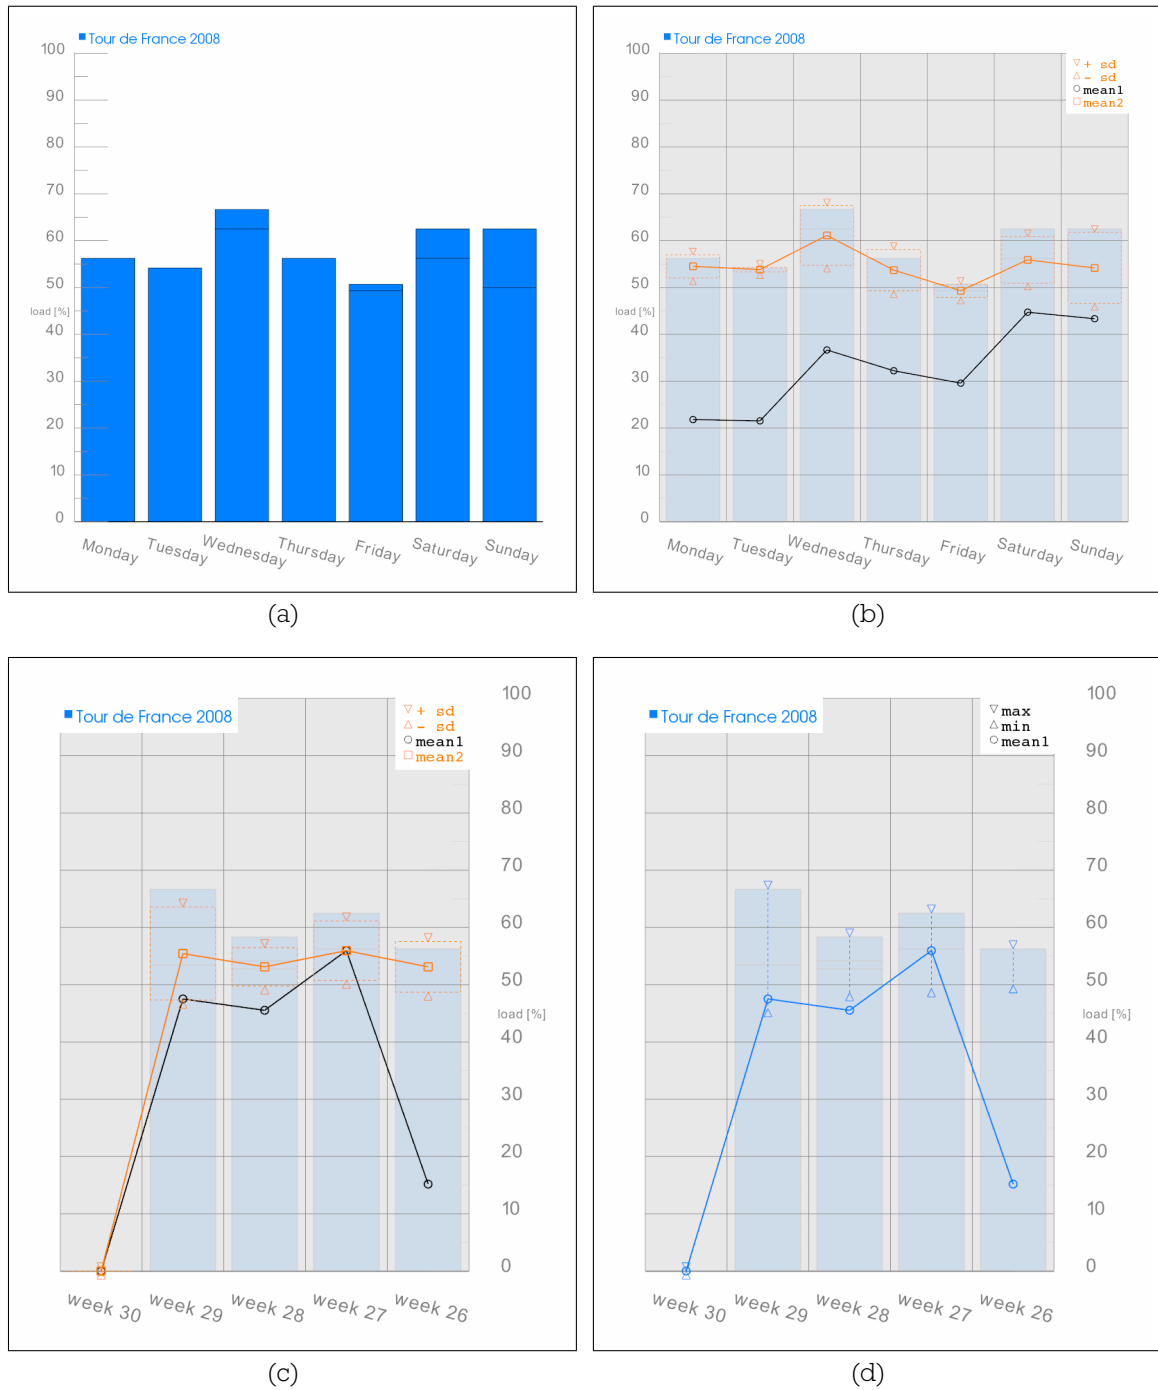 Tour de France 2008
100
90
80
70
60
50
load [%]
40
30
20
10
0
Monday
Tuesday
Wednesday
Thursday
Friday
Saturday
Sunday
(a)
Tour de France 2008
+ sd
- sd
mean1
mean2
100
90
80
70
60
50
load [%]
40
30
20
10
0
Monday
Tuesday
Wednesday
Thursday
Friday
Saturday
Sunday
(b)
Tour de France 2008
+ sd
- sd
mean1
mean2
100
90
80
70
60
50
load [%]
40
30
20
10
0
week 30
week 29
week 28
week 27
week 26
(c)
Tour de France 2008
max
min
mean1
100
90
80
70
60
50
load [%]
40
30
20
10
0
week 30
week 29
week 28
week 27
week 26
(d)